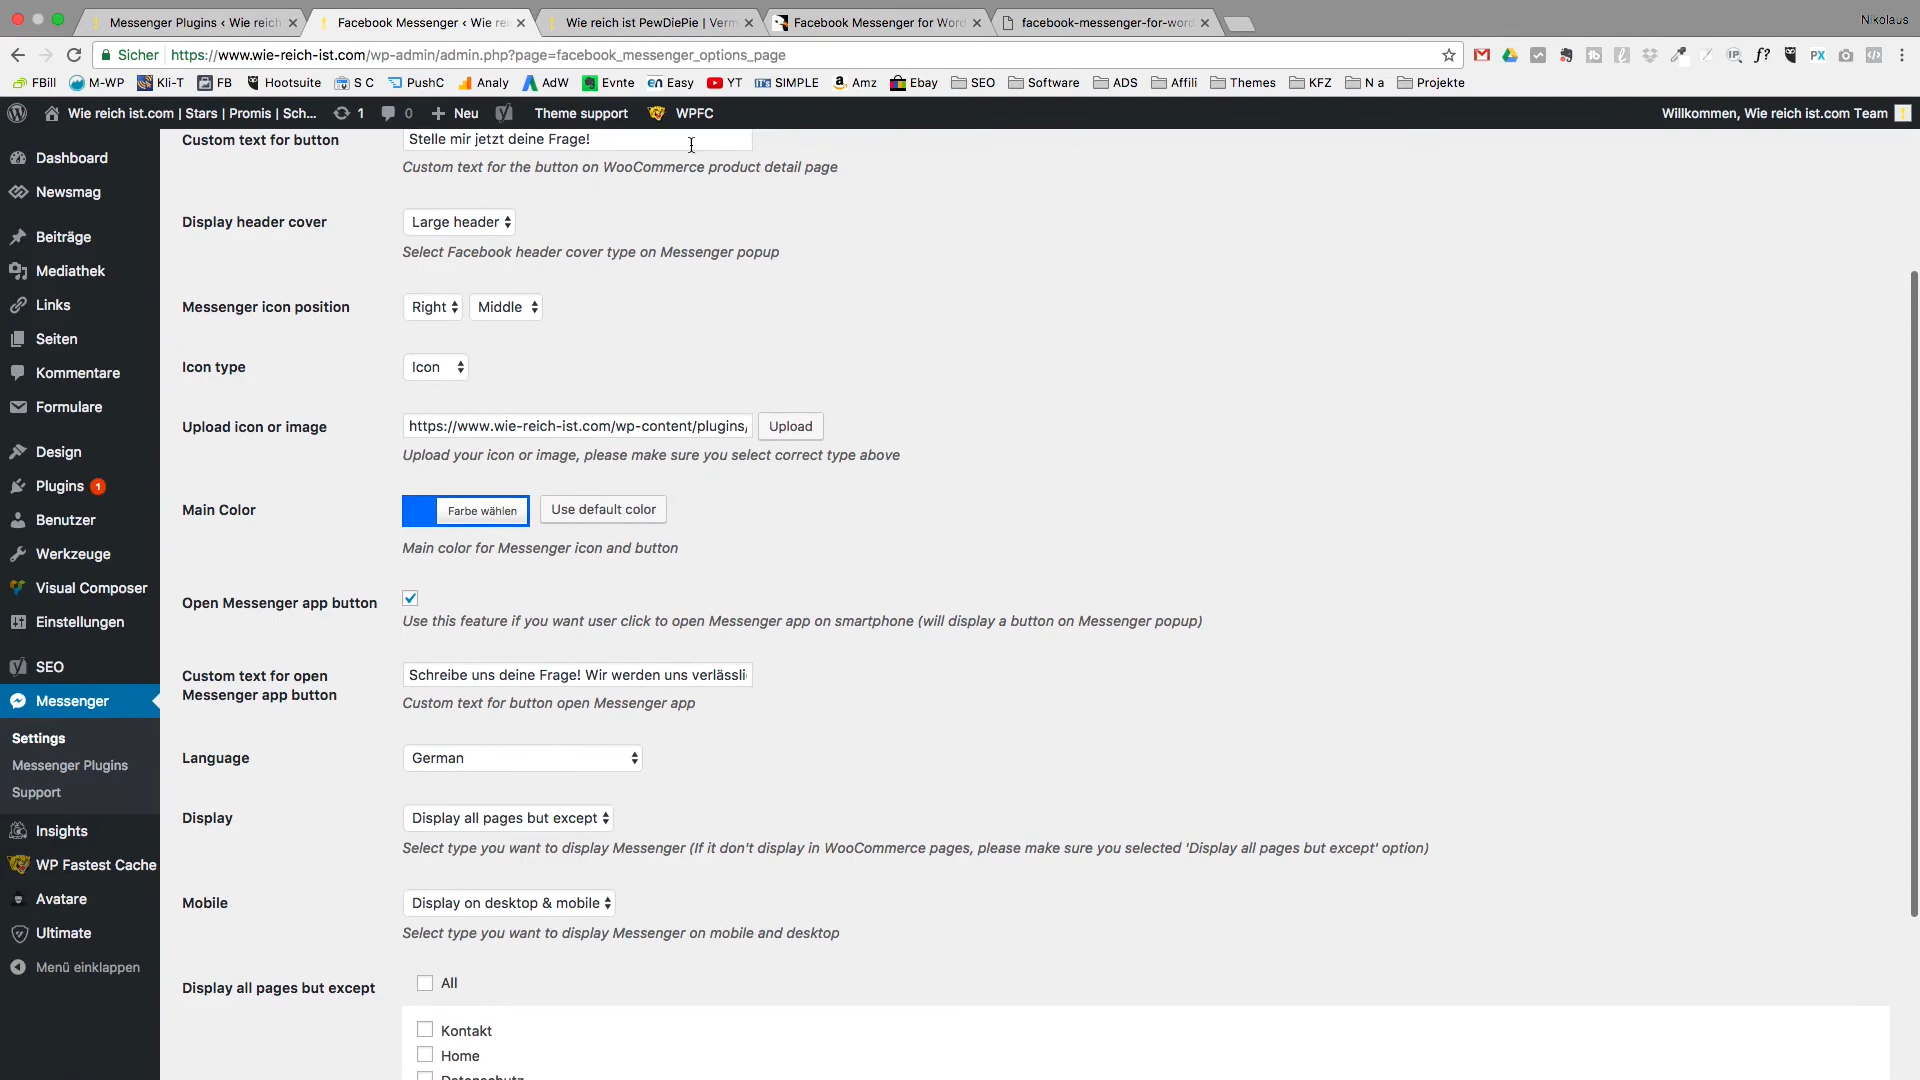 Messenger Plugins ‹ Wie reich
Facebook Messenger ‹ Wie rei
Wie reich ist PewDiePie | Verm
Facebook Messenger for Word
facebook-messenger-for-word
Nikolaus
Sicher https://www.wie-reich-ist.com/wp-admin/admin.php?page=facebook_messenger_options_page
FBill M-WP Kli-T FB Hootsuite S C PushC Analy AdW Evnte Easy YT SIMPLE Amz Ebay SEO Software ADS Affili Themes KFZ N a Projekte
Wie reich ist.com | Stars | Promis | Sch... 1 0 Neu Theme support WPFC
Willkommen, Wie reich ist.com Team
Dashboard
Newsmag
Beiträge
Mediathek
Links
Seiten
Kommentare
Formulare
Design
Plugins 1
Benutzer
Werkzeuge
Visual Composer
Einstellungen
SEO
Messenger
Settings
Messenger Plugins
Support
Insights
WP Fastest Cache
Avatare
Ultimate
Menü einklappen
Custom text for button
Stelle mir jetzt deine Frage!
Custom text for the button on WooCommerce product detail page
Display header cover
Large header
Select Facebook header cover type on Messenger popup
Messenger icon position
Right Middle
Icon type
Icon
Upload icon or image
https://www.wie-reich-ist.com/wp-content/plugins/
Upload
Upload your icon or image, please make sure you select correct type above
Main Color
Farbe wählen
Use default color
Main color for Messenger icon and button
Open Messenger app button
Use this feature if you want user click to open Messenger app on smartphone (will display a button on Messenger popup)
Custom text for open
Messenger app button
Schreibe uns deine Frage! Wir werden uns verlässli
Custom text for button open Messenger app
Language
German
Display
Display all pages but except
Select type you want to display Messenger (If it don't display in WooCommerce pages, please make sure you selected 'Display all pages but except' option)
Mobile
Display on desktop & mobile
Select type you want to display Messenger on mobile and desktop
Display all pages but except
All
Kontakt
Home